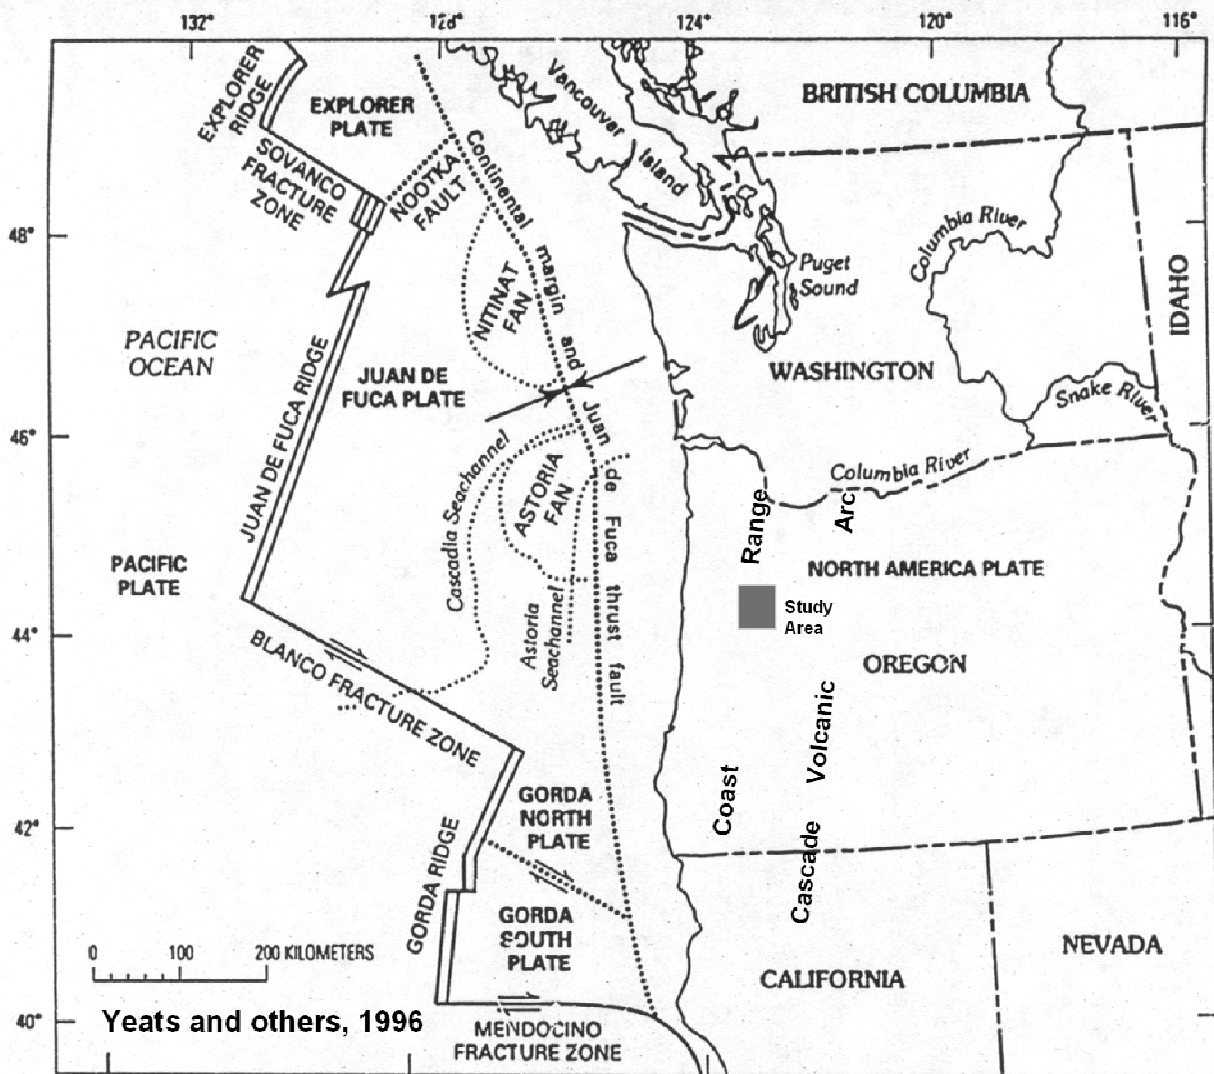 132°
128°
124°
120°
116°
EXPLORER
RIDGE
EXPLORER
PLATE
Vancouver
Island
BRITISH COLUMBIA
SOVANCO
FRACTURE
ZONE
NOOTKA
FAULT
Continental margin and Juan de Fuca thrust fault
48°
Columbia River
Puget
Sound
IDAHO
NITINAT
FAN
PACIFIC
OCEAN
JUAN DE FUCA RIDGE
JUAN DE
FUCA PLATE
WASHINGTON
Snake River
46°
Cascadia Seachannel
ASTORIA
FAN
Columbia River
Coast Range
Cascade Volcanic Arc
PACIFIC
PLATE
NORTH AMERICA PLATE
Astoria
Seachannel
Study
Area
44°
BLANCO FRACTURE ZONE
OREGON
GORDA
NORTH
PLATE
42°
GORDA RIDGE
GORDA
SOUTH
PLATE
0 100 200 KILOMETERS
CALIFORNIA
NEVADA
40°
Yeats and others, 1996
MENDOCINO
FRACTURE ZONE